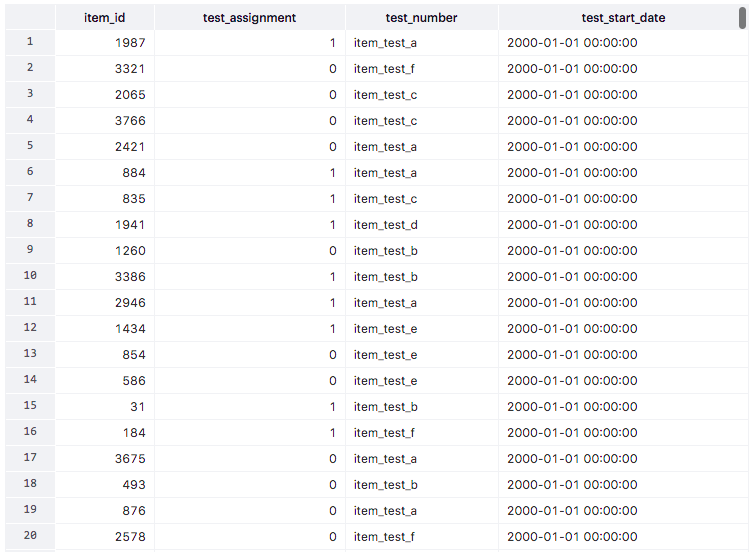 item_id test_assignment test_number test_start_date
1 1987 1 item_test_a 2000-01-01 00:00:00
2 3321 0 item_test_f 2000-01-01 00:00:00
3 2065 0 item_test_c 2000-01-01 00:00:00
4 3766 0 item_test_c 2000-01-01 00:00:00
5 2421 0 item_test_a 2000-01-01 00:00:00
6 884 1 item_test_a 2000-01-01 00:00:00
7 835 1 item_test_c 2000-01-01 00:00:00
8 1941 1 item_test_d 2000-01-01 00:00:00
9 1260 0 item_test_b 2000-01-01 00:00:00
10 3386 1 item_test_b 2000-01-01 00:00:00
11 2946 1 item_test_a 2000-01-01 00:00:00
12 1434 1 item_test_e 2000-01-01 00:00:00
13 854 0 item_test_e 2000-01-01 00:00:00
14 586 0 item_test_e 2000-01-01 00:00:00
15 31 1 item_test_b 2000-01-01 00:00:00
16 184 1 item_test_f 2000-01-01 00:00:00
17 3675 0 item_test_a 2000-01-01 00:00:00
18 493 0 item_test_b 2000-01-01 00:00:00
19 876 0 item_test_a 2000-01-01 00:00:00
20 2578 0 item_test_f 2000-01-01 00:00:00